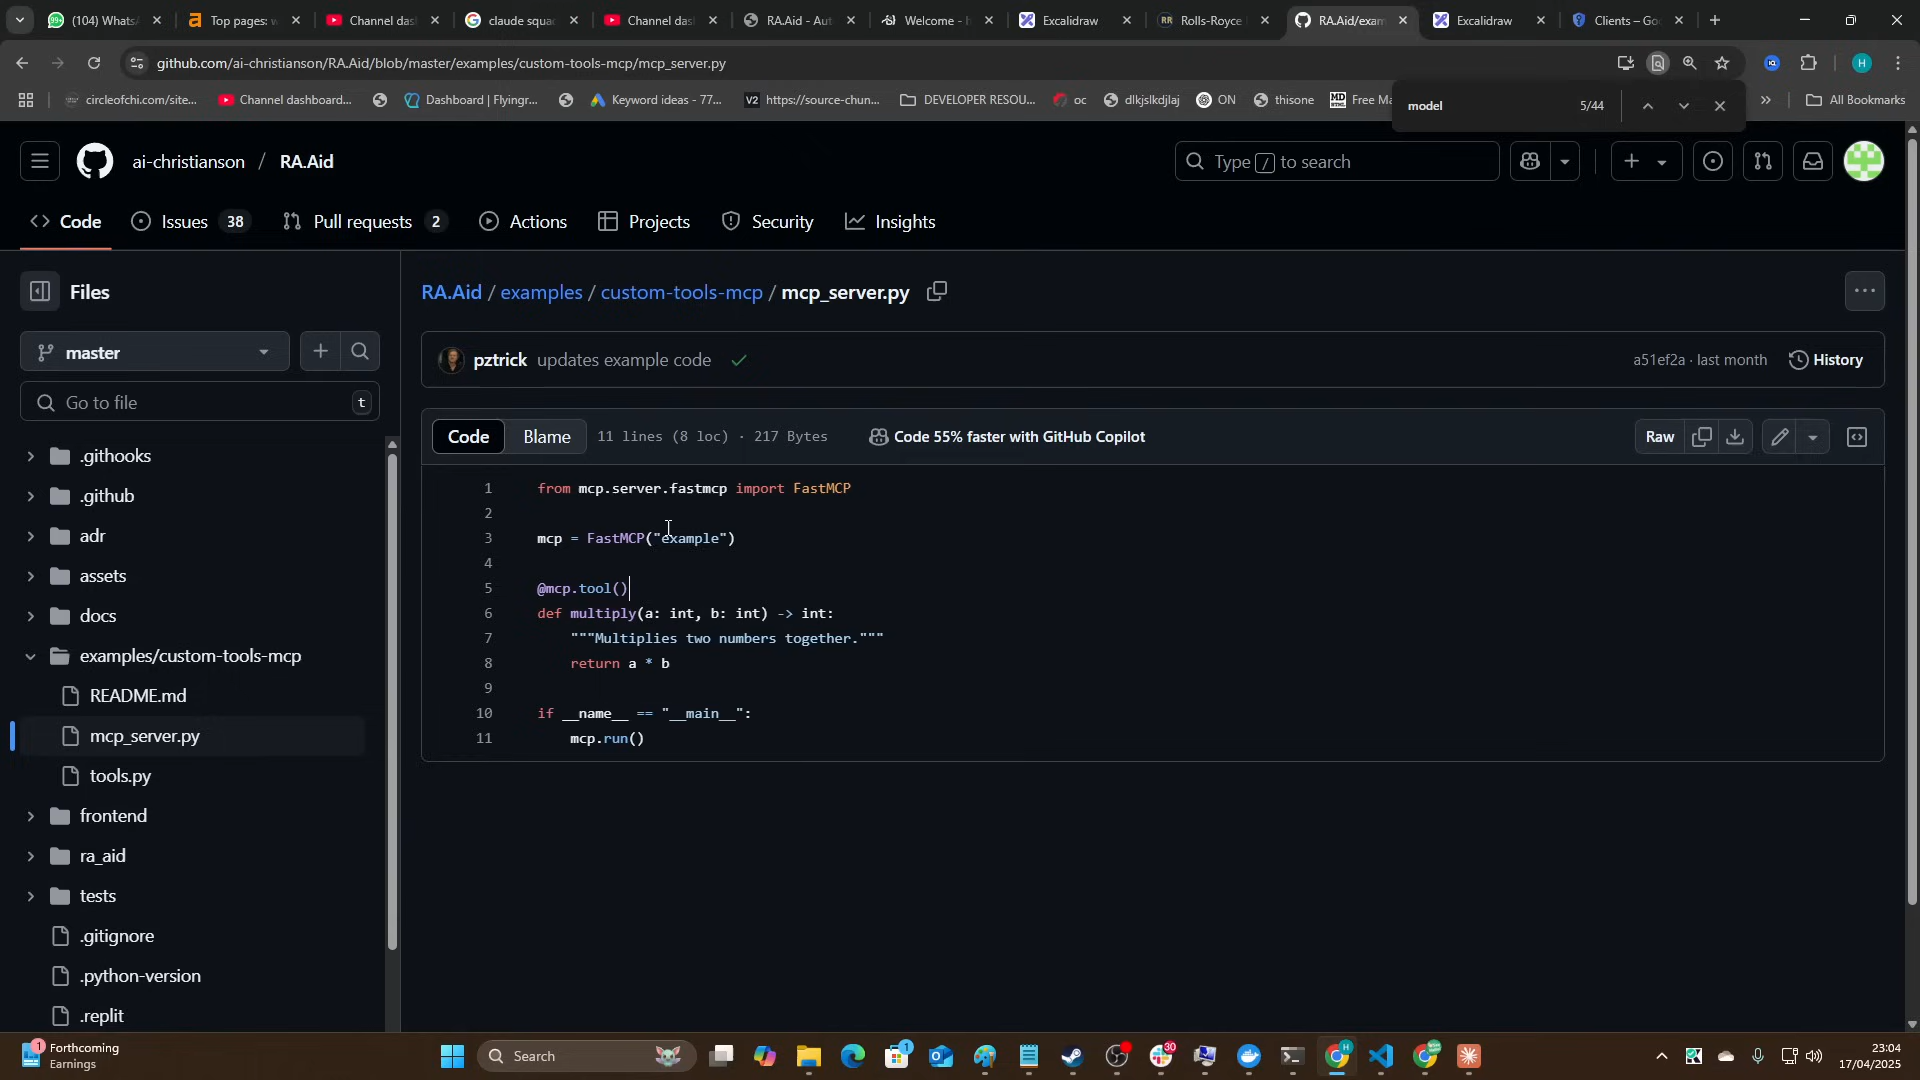 (104) Whats
Top pages: w
Channel das
claude squa
Channel das
RA.Aid - Aut
Welcome - h
Excalidraw
Rolls-Royce
RA.Aid/exam
Excalidraw
Clients – Goo
github.com/ai-christianson/RA.Aid/blob/master/examples/custom-tools-mcp/mcp_server.py
H
circleofchi.com/site...
Channel dashboard...
Dashboard | Flyingr...
Keyword ideas - 77...
https://source-chun...
DEVELOPER RESOU...
oc
dlkjslkdjlaj
ON
thisone
Free Ma
All Bookmarks
model
5/44
ai-christianson / RA.Aid
Type / to search
Code
Issues 38
Pull requests 2
Actions
Projects
Security
Insights
Files
master
Go to file
t
.githooks
.github
adr
assets
docs
examples/custom-tools-mcp
README.md
mcp_server.py
tools.py
frontend
ra_aid
tests
.gitignore
.python-version
.replit
RA.Aid / examples / custom-tools-mcp / mcp_server.py
pztrick updates example code
a51ef2a · last month
History
Code
Blame
11 lines (8 loc) · 217 Bytes
Code 55% faster with GitHub Copilot
Raw
1 from mcp.server.fastmcp import FastMCP
2
3 mcp = FastMCP("example")
4
5 @mcp.tool()
6 def multiply(a: int, b: int) -> int:
7 """Multiplies two numbers together."""
8 return a * b
9
10 if __name__ == "__main__":
11 mcp.run()
1
Forthcoming
Earnings
Search
1
30
H
23:04
17/04/2025